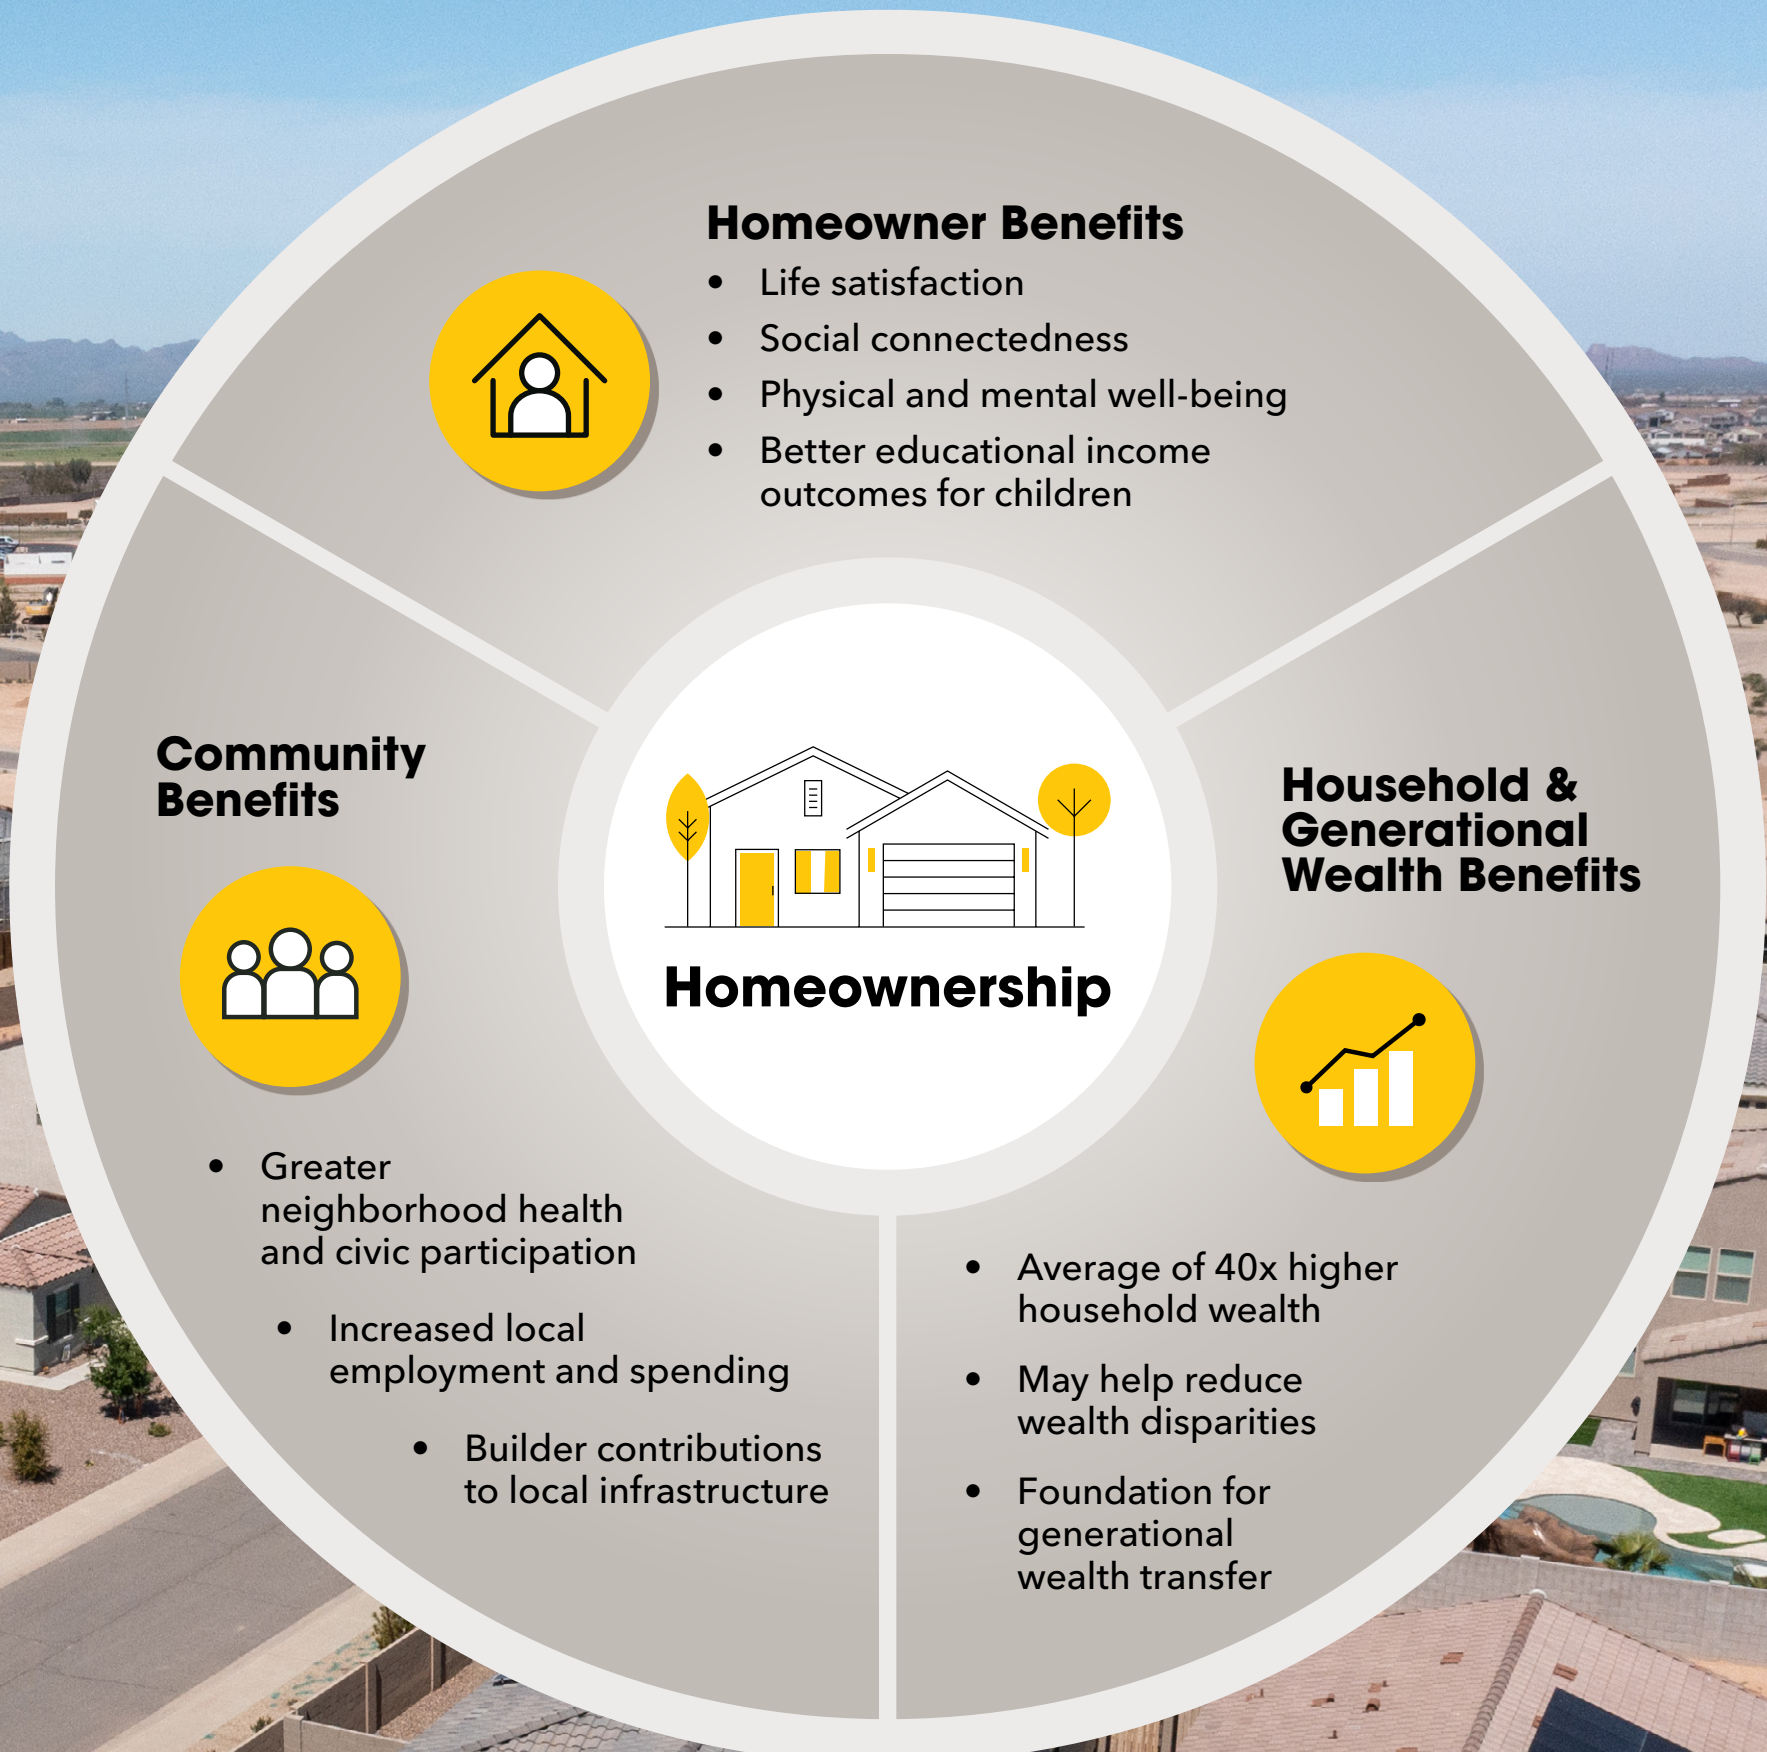 Homeowner Benefits
• Life satisfaction
• Social connectedness
• Physical and mental well-being
• Better educational income
outcomes for children
Community
Benefits
• Greater
neighborhood health
and civic participation
• Increased local
employment and spending
• Builder contributions
to local infrastructure
Homeownership
Household &
Generational
Wealth Benefits
• Average of 40x higher
household wealth
• May help reduce
wealth disparities
• Foundation for
generational
wealth transfer